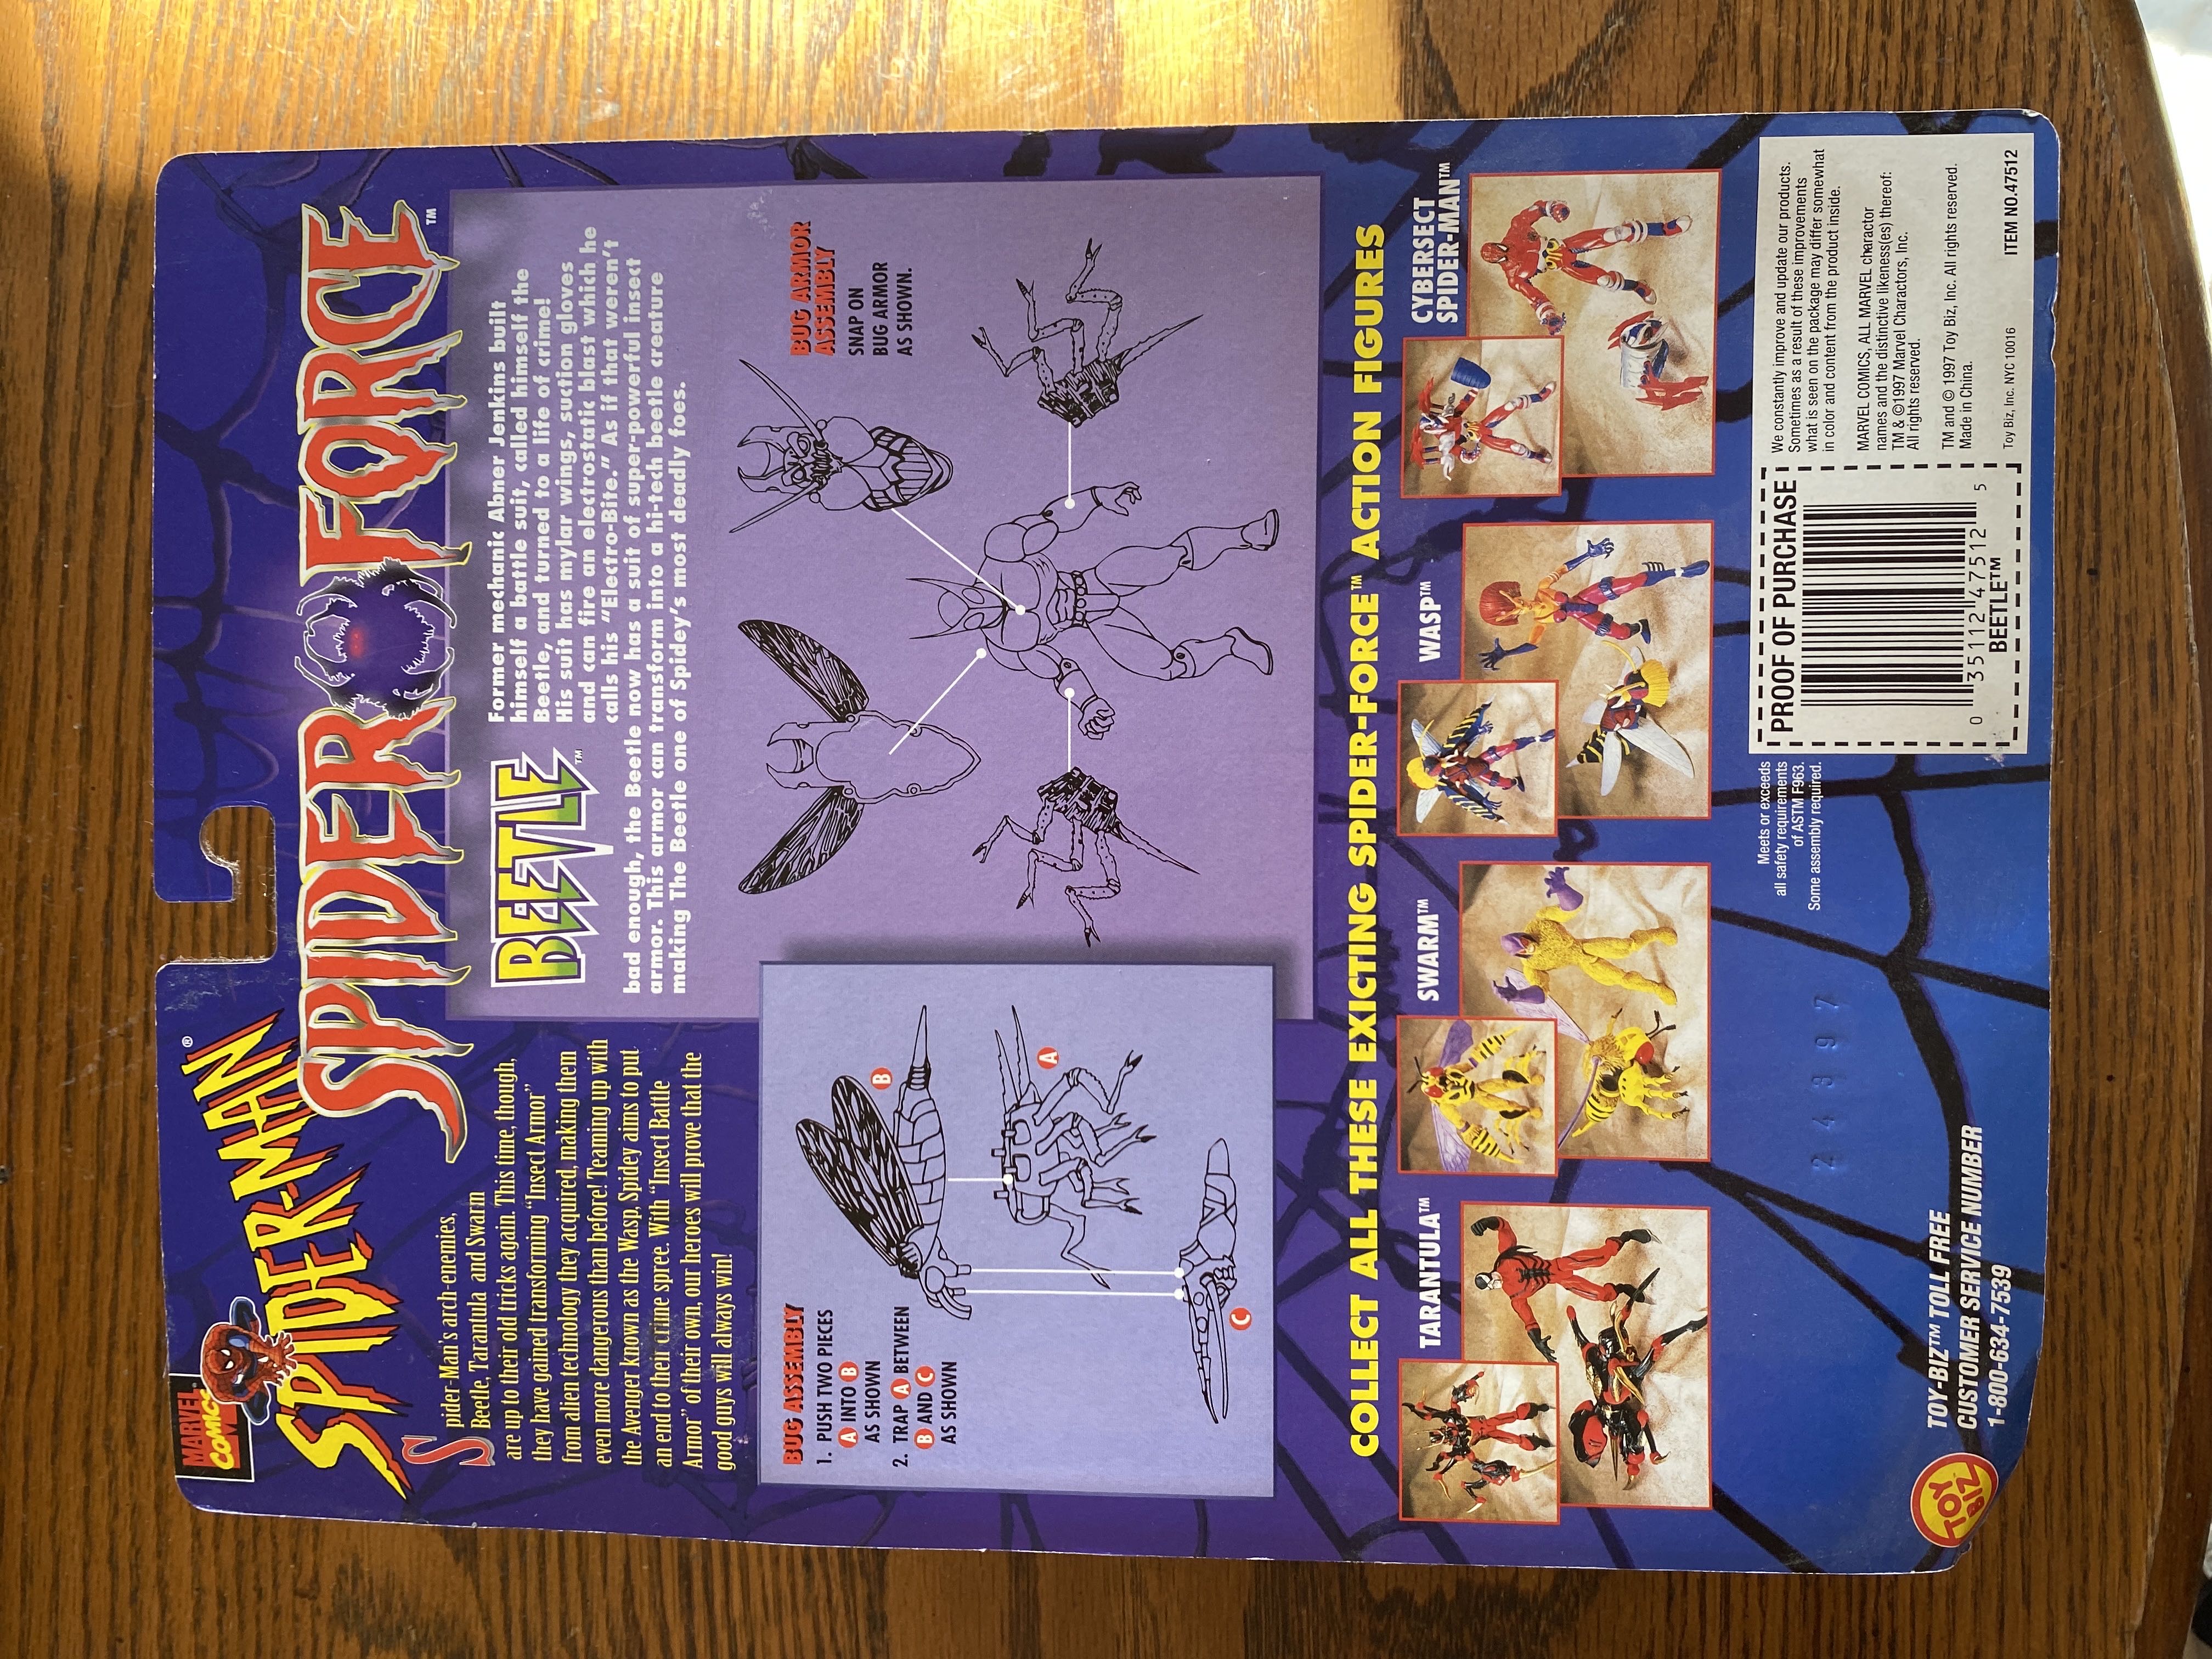 MARVEL
COMICS
SPIDER-MAN®
SPIDER FORCE™
Spider-Man's arch-enemies,
Beetle, Tarantula and Swarm
are up to their old tricks again. This time, though,
they have gained transforming "Insect Armor"
from alien technology they acquired, making them
even more dangerous than before! Teaming up with
the Avenger known as the Wasp, Spidey aims to put
an end to their crime spree. With "Insect Battle
Armor" of their own, our heroes will prove that the
good guys will always win!
BEETLE™
Former mechanic Abner Jenkins built
himself a battle suit, called himself the
Beetle, and turned to a life of crime!
His suit has mylar wings, suction gloves
and can fire an electrostatic blast which he
calls his "Electro-Bite." As if that weren't
bad enough, the Beetle now has a suit of super-powerful insect
armor. This armor can transform into a hi-tech beetle creature
making The Beetle one of Spidey's most deadly foes.
BUG ASSEMBLY
1. PUSH TWO PIECES
A INTO B
AS SHOWN
2. TRAP A BETWEEN
B AND C
AS SHOWN
B
A
C
BUG ARMOR
ASSEMBLY
SNAP ON
BUG ARMOR
AS SHOWN.
COLLECT ALL THESE EXICTING SPIDER-FORCE™ ACTION FIGURES
TARANTULA™
SWARM™
WASP™
CYBERSECT
SPIDER-MAN™
TOY BIZ
TOY-BIZ™ TOLL FREE
CUSTOMER SERVICE NUMBER
1-800-634-7539
24397
Meets or exceeds
all safety requirements
of ASTM F963.
Some assembly required.
PROOF OF PURCHASE
0 35112 47512 5
BEETLE™
We constantly improve and update our products.
Sometimes as a result of these improvements
what is seen on the package may differ somewhat
in color and content from the product inside.
MARVEL COMICS, ALL MARVEL character
names and the distinctive likeness(es) thereof:
TM & ©1997 Marvel Characters, Inc.
All rights reserved.
TM and © 1997 Toy Biz, Inc. All rights reserved.
Made in China.
Toy Biz, Inc. NYC 10016
ITEM NO.47512